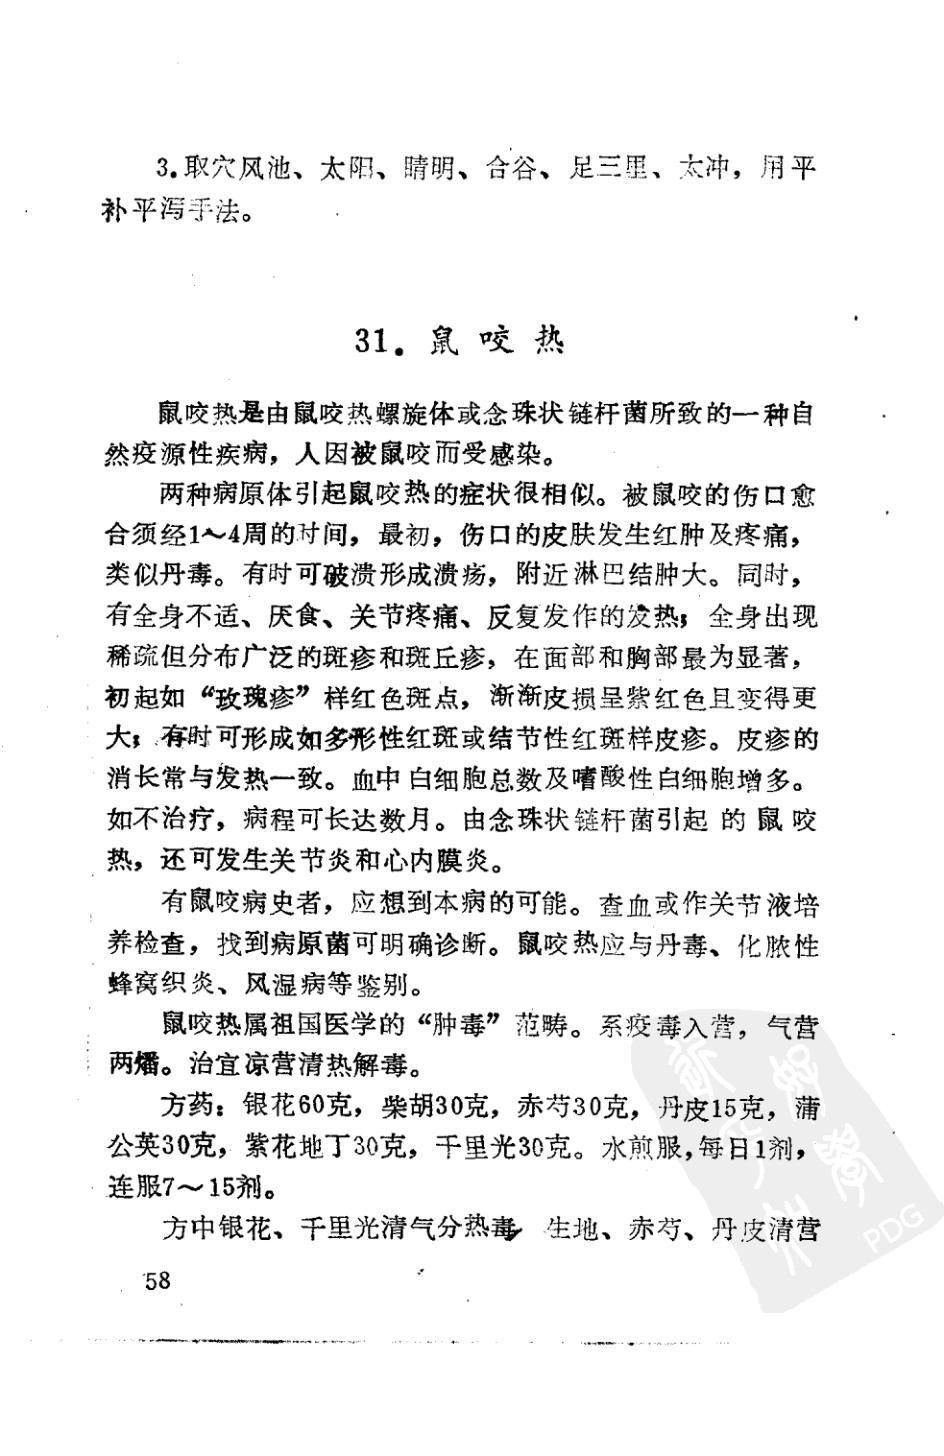 3.取穴风池、太阳、睛明、合谷、足三里、太冲，用平
补平泻手法。
31. 鼠咬热
鼠咬热是由鼠咬热螺旋体或念珠状链杆菌所致的一种自
然疫源性疾病，人因被鼠咬而受感染。
两种病原体引起鼠咬热的症状很相似。被鼠咬的伤口愈
合须经1～4周的时间，最初，伤口的皮肤发生红肿及疼痛，
类似丹毒。有时可破溃形成溃疡，附近淋巴结肿大。同时，
有全身不适、厌食、关节疼痛、反复发作的发热；全身出现
稀疏但分布广泛的斑疹和斑丘疹，在面部和胸部最为显著，
初起如“玫瑰疹”样红色斑点，渐渐皮损呈紫红色且变得更
大；有时可形成如多形性红斑或结节性红斑样皮疹。皮疹的
消长常与发热一致。血中白细胞总数及嗜酸性白细胞增多。
如不治疗，病程可长达数月。由念珠状链杆菌引起的鼠咬
热，还可发生关节炎和心内膜炎。
有鼠咬病史者，应想到本病的可能。查血或作关节液培
养检查，找到病原菌可明确诊断。鼠咬热应与丹毒、化脓性
蜂窝织炎、风湿病等鉴别。
鼠咬热属祖国医学的“肿毒”范畴。系疫毒入营，气营
两燔。治宜凉营清热解毒。
方药：银花60克，柴胡30克，赤芍30克，丹皮15克，蒲
公英30克，紫花地丁30克，千里光30克。水煎服，每日1剂，
连服7～15剂。
方中银花、千里光清气分热毒，生地、赤芍、丹皮清营
58
PDG